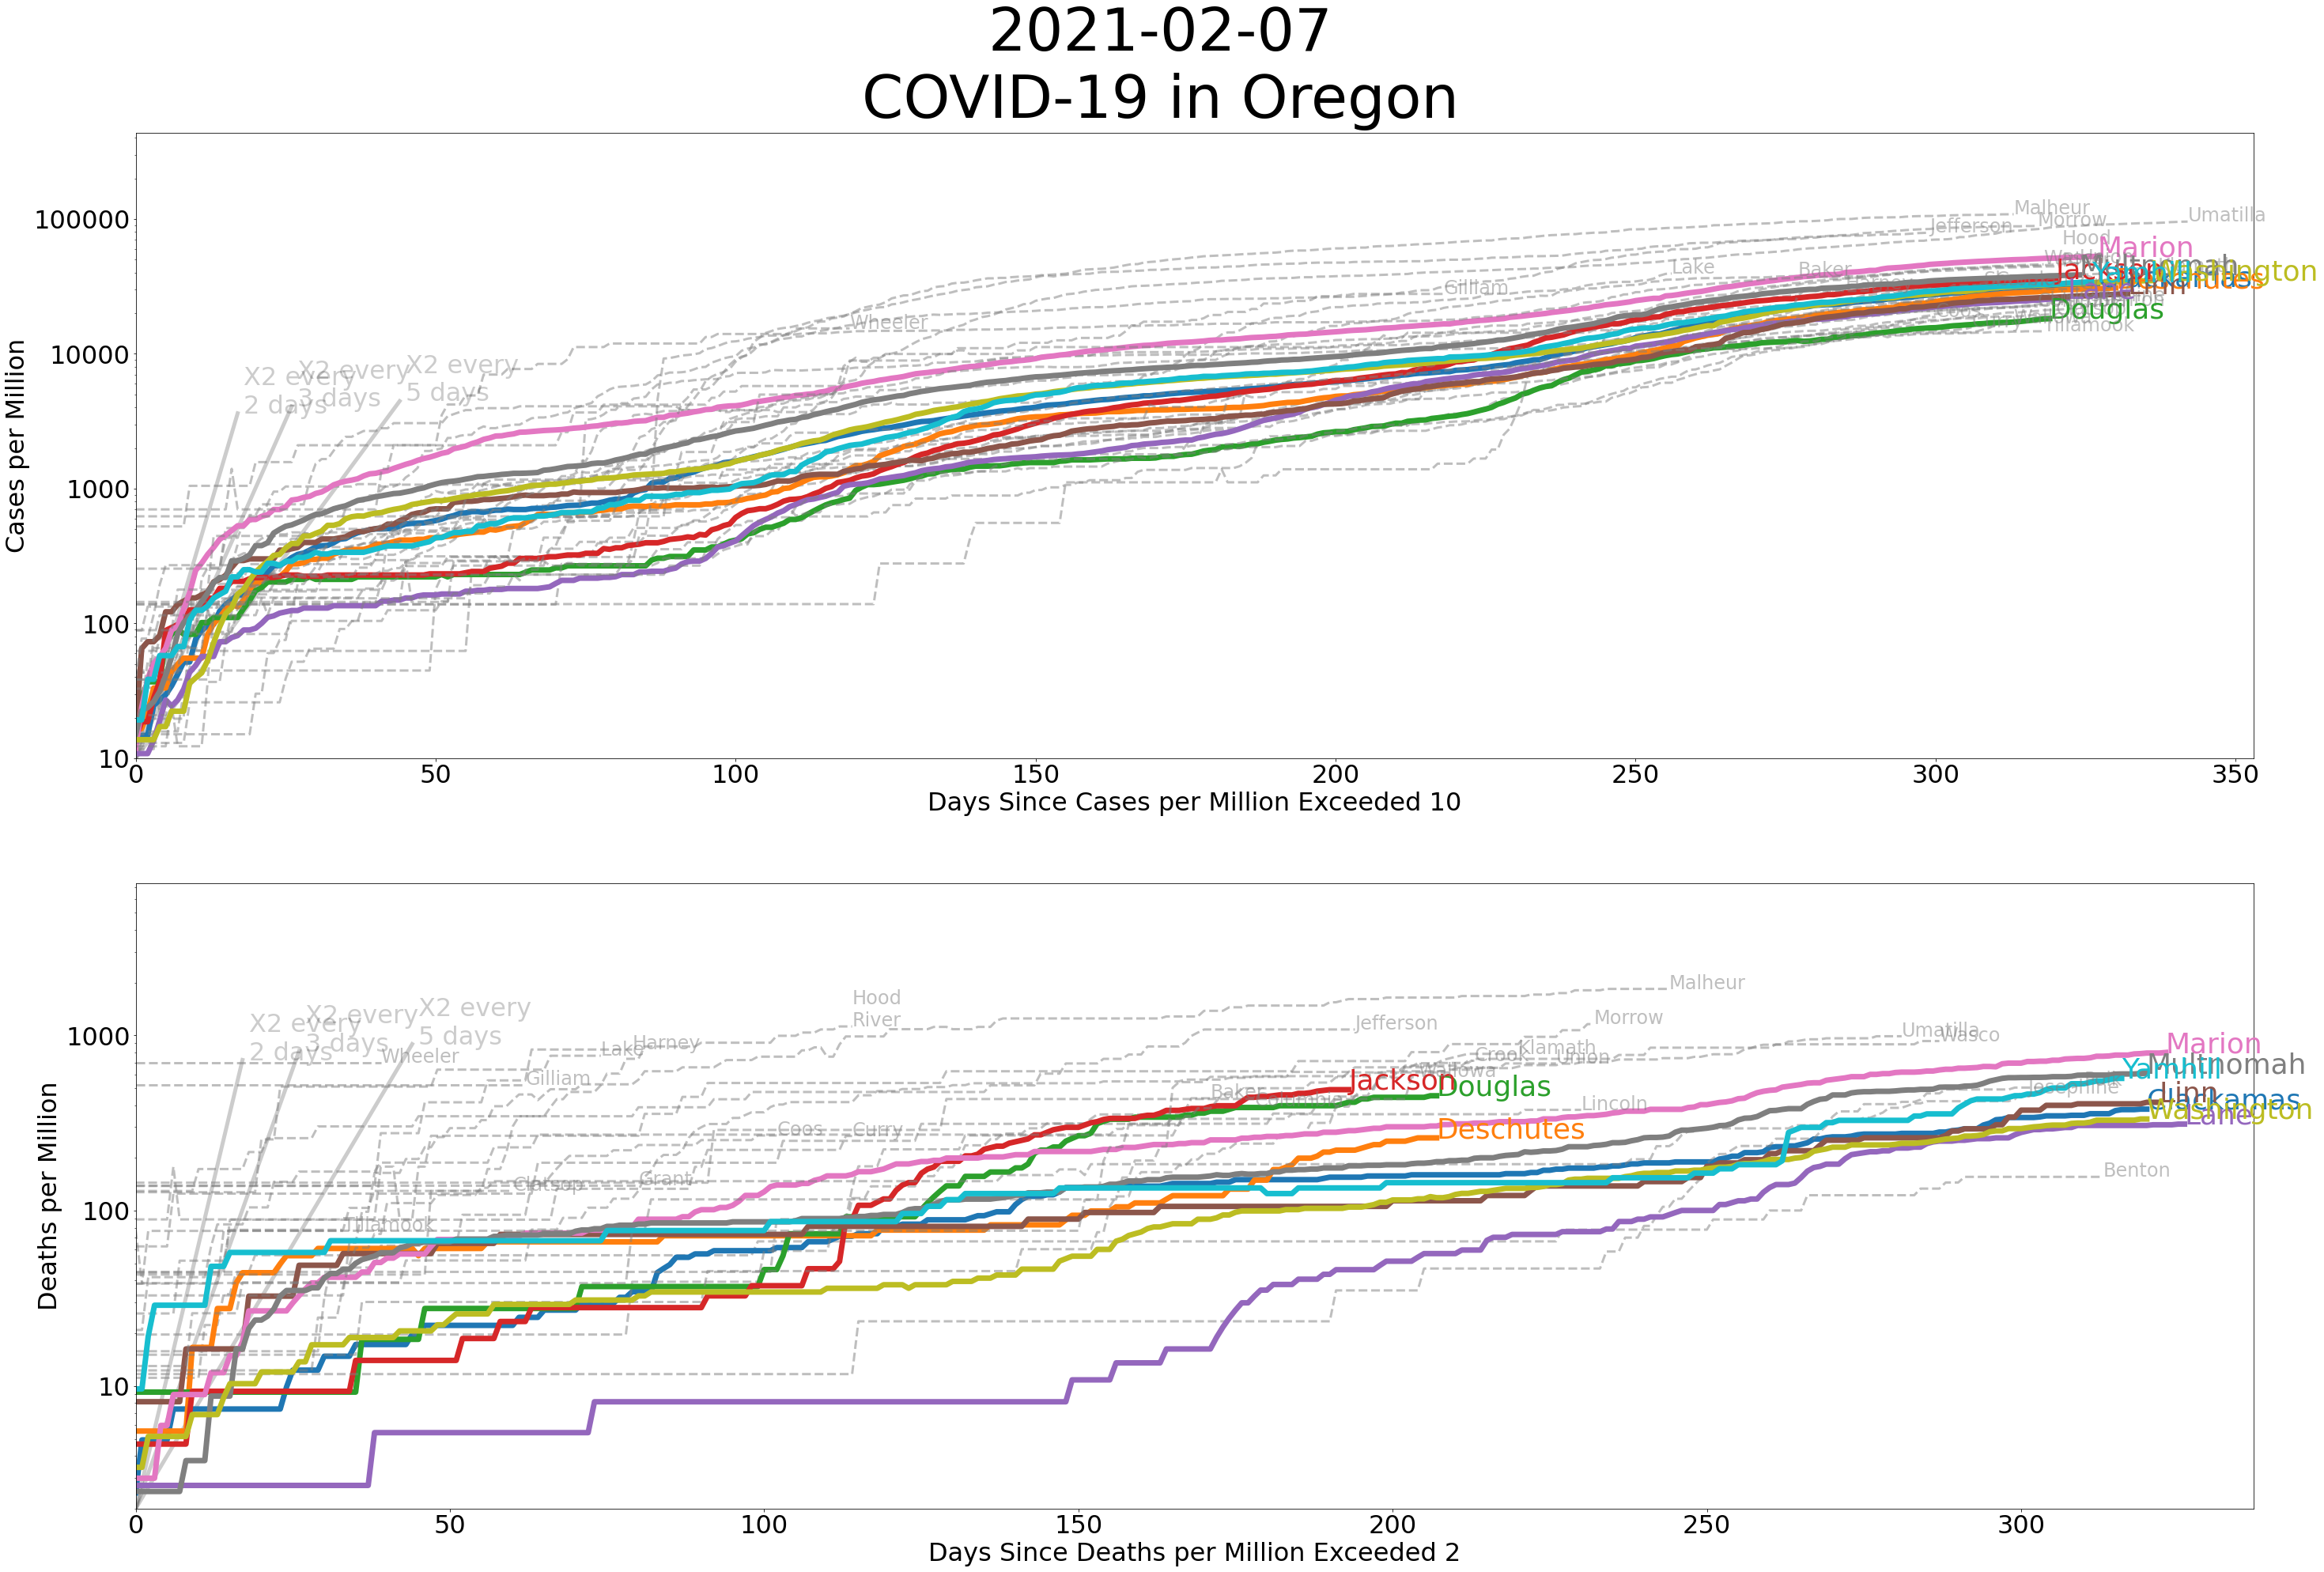 2021-02-07
COVID-19 in Oregon
Cases per Million
100000
10000
1000
100
10
X2 every
2 days
X2 every
3 days
X2 every
5 days
Wheeler
Gilliam
Lake
Baker
Jefferson
Malheur
Morrow
Umatilla
Hood
Marion
Jackson
Multnomah
Yamhill
Washington
Clackamas
Deschutes
Lane
Linn
Douglas
Tillamook
0
50
100
150
200
250
300
350
Days Since Cases per Million Exceeded 10
Deaths per Million
1000
100
10
X2 every
2 days
X2 every
3 days
X2 every
5 days
Wheeler
Gilliam
Lake
Harney
Hood
River
Jefferson
Malheur
Morrow
Klamath
Crook
Union
Wallowa
Umatilla
Wasco
Baker
Columbia
Lincoln
Josephine
Coos
Curry
Grant
Clatsop
Tillamook
Benton
Jackson
Douglas
Deschutes
Marion
Multnomah
Yamhill
Linn
Clackamas
Washington
Lane
0
50
100
150
200
250
300
Days Since Deaths per Million Exceeded 2